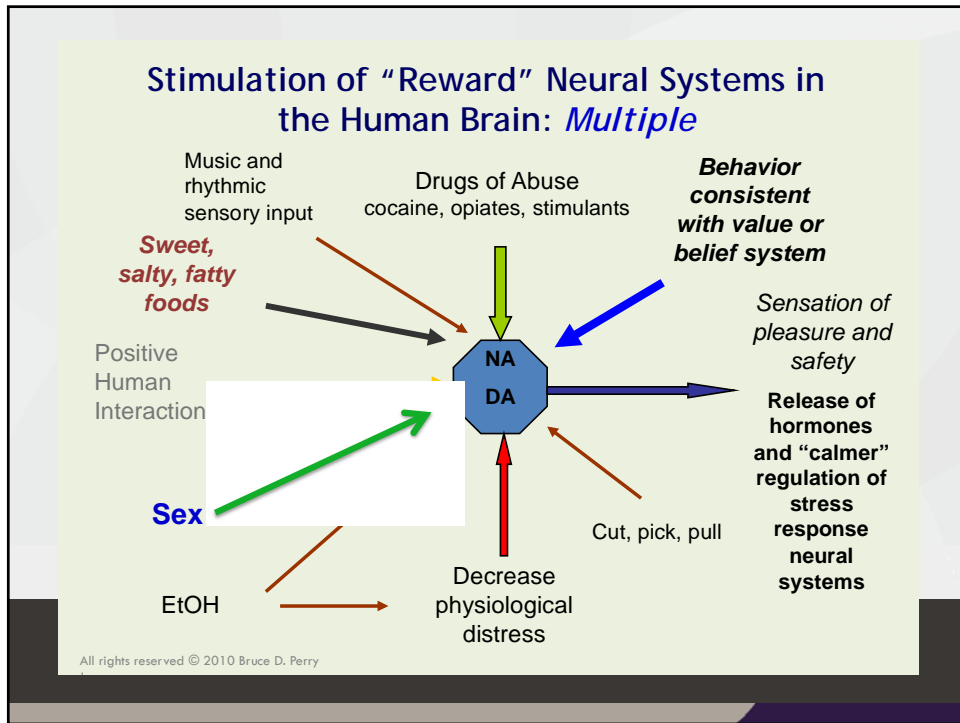 Stimulation of “Reward” Neural Systems in
the Human Brain: Multiple
Music and
rhythmic
sensory input
Drugs of Abuse
cocaine, opiates, stimulants
Behavior
consistent
with value or
belief system
Sweet,
salty, fatty
foods
Positive
Human
Interaction
NA
DA
Sensation of
pleasure and
safety
Release of
hormones
and “calmer”
regulation of
stress
response
neural
systems
Sex
Cut, pick, pull
EtOH
Decrease
physiological
distress
All rights reserved © 2010 Bruce D. Perry